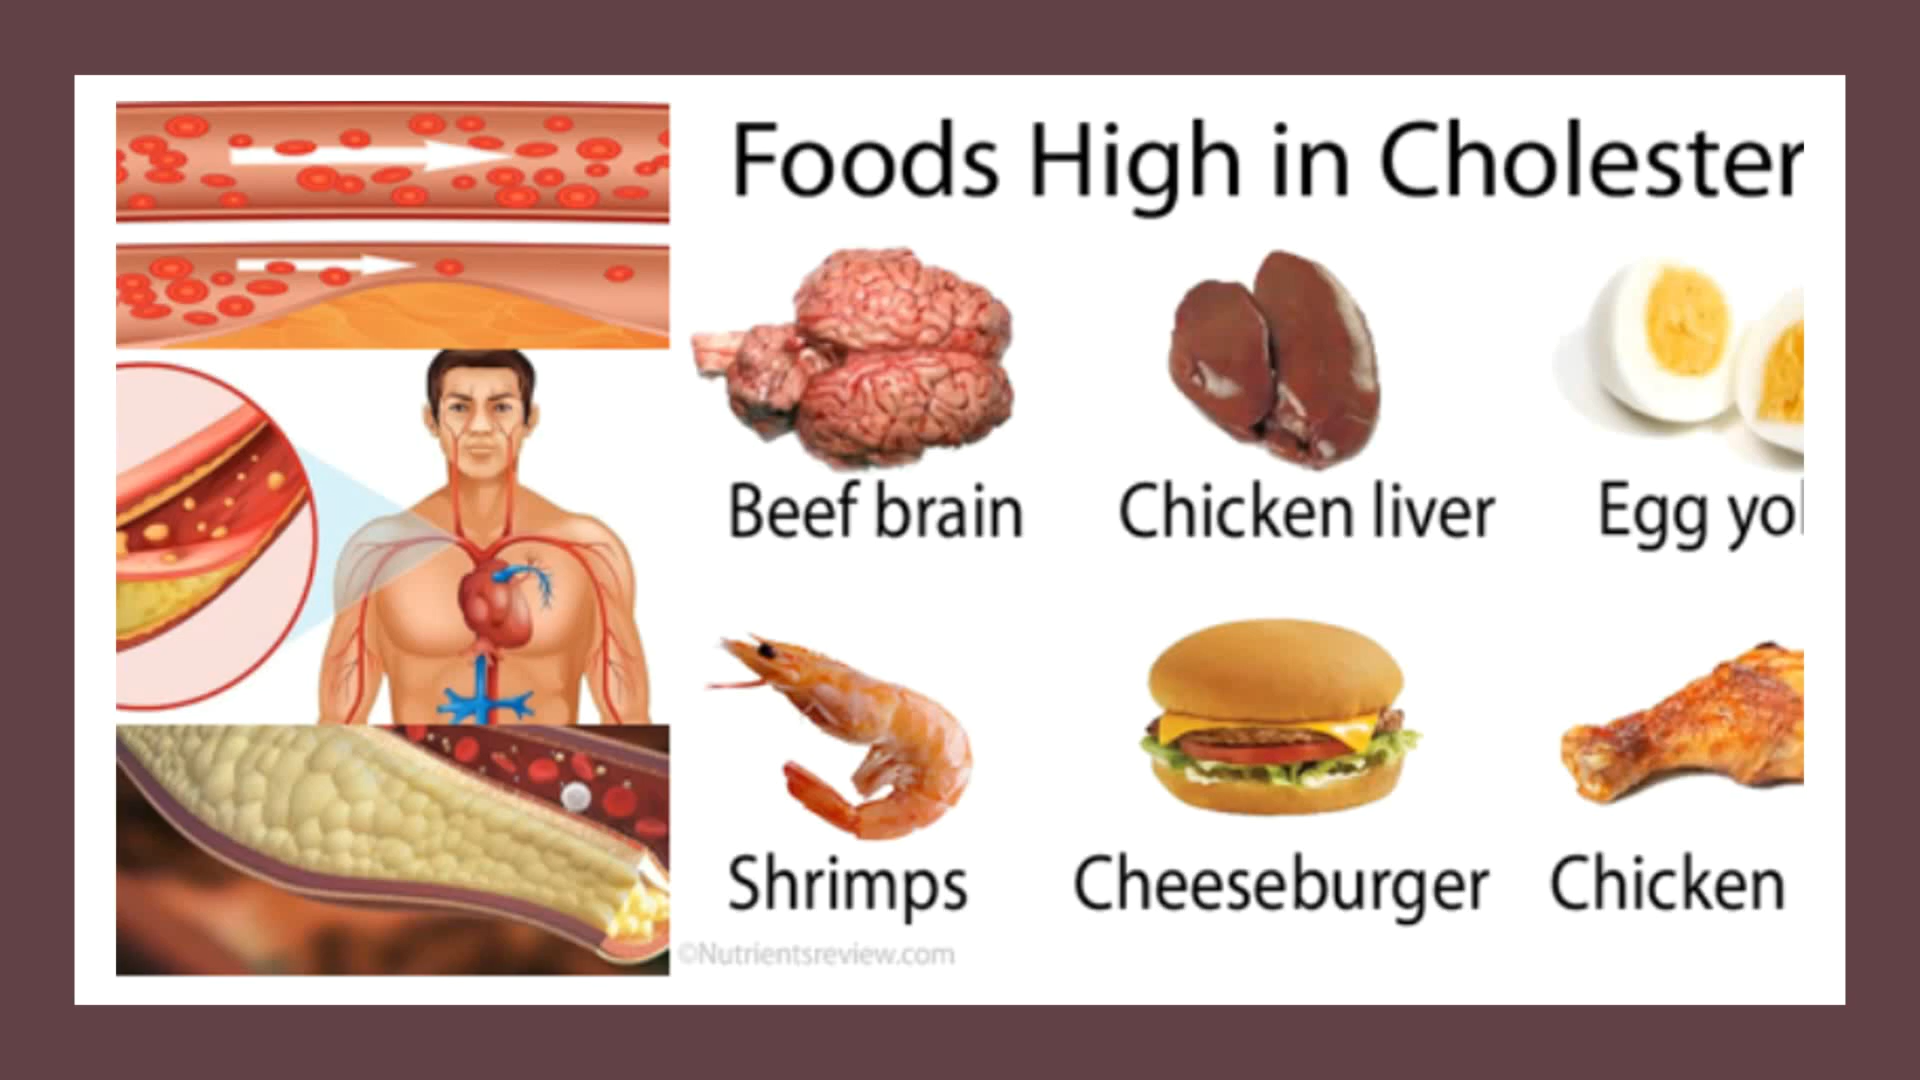 Foods High in Cholester
Beef brain
Chicken liver
Egg yo
Shrimps
Cheeseburger
Chicken
©Nutrientsreview.com